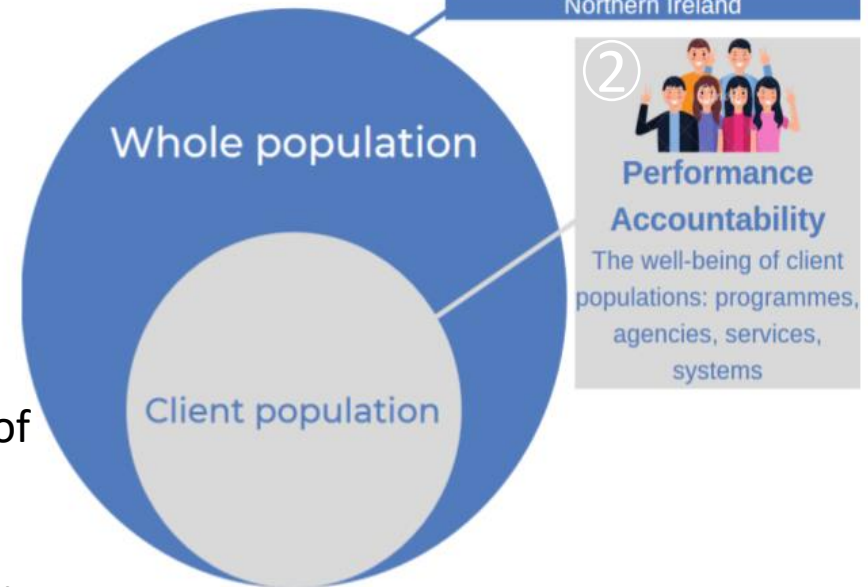 Northern Ireland
②
Whole population
Performance
Accountability
The well-being of client
populations: programmes,
agencies, services,
systems
Client population
of